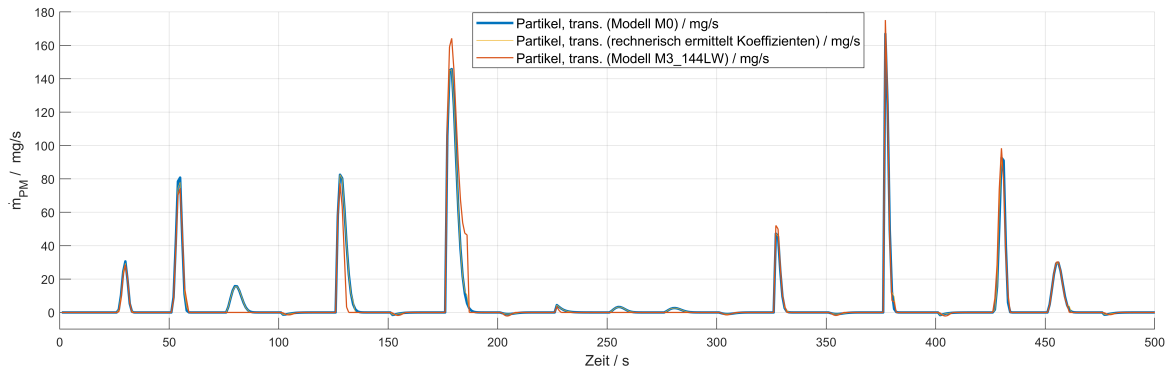 Partikel, trans. (Modell M0) / mg/s
Partikel, trans. (rechnerisch ermittelt Koeffizienten) / mg/s
Partikel, trans. (Modell M3_144LW) / mg/s
180
160
140
120
100
80
60
40
20
0
ṁPM / mg/s
0 50 100 150 200 250 300 350 400 450 500
Zeit / s